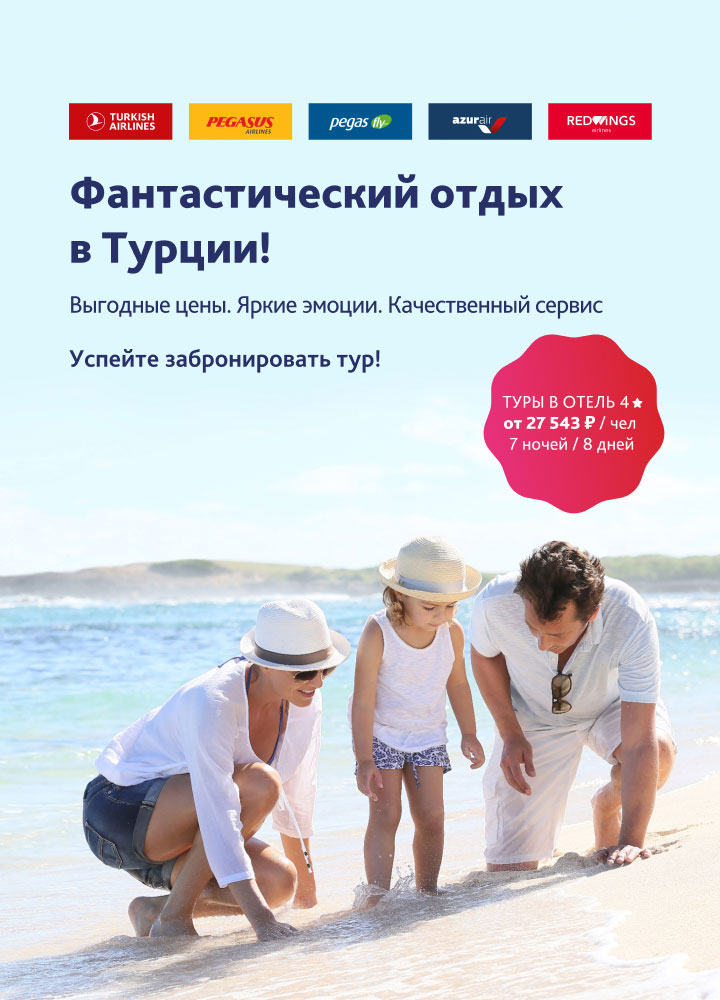 TURKISH
AIRLINES
PEGASUS
AIRLINES
pegas fly
azurair
REDWINGS
airlines
Фантастический отдых
в Турции!
Выгодные цены. Яркие эмоции. Качественный сервис
Успейте забронировать тур!
ТУРЫ В ОТЕЛЬ 4★
от 27 543 ₽ / чел
7 ночей / 8 дней